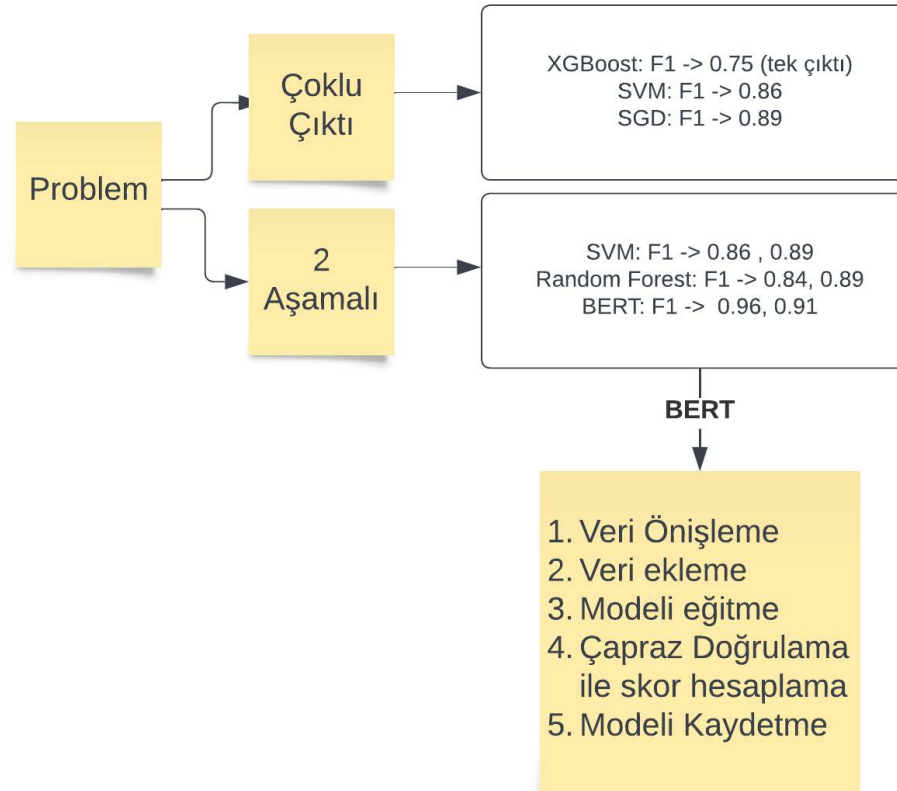 Problem
Çoklu
Çıktı
XGBoost: F1 -> 0.75 (tek çıktı)
SVM: F1 -> 0.86
SGD: F1 -> 0.89
2
Aşamalı
SVM: F1 -> 0.86 , 0.89
Random Forest: F1 -> 0.84, 0.89
BERT: F1 -> 0.96, 0.91
BERT
1. Veri Önişleme
2. Veri ekleme
3. Modeli eğitme
4. Çapraz Doğrulama
ile skor hesaplama
5. Modeli Kaydetme